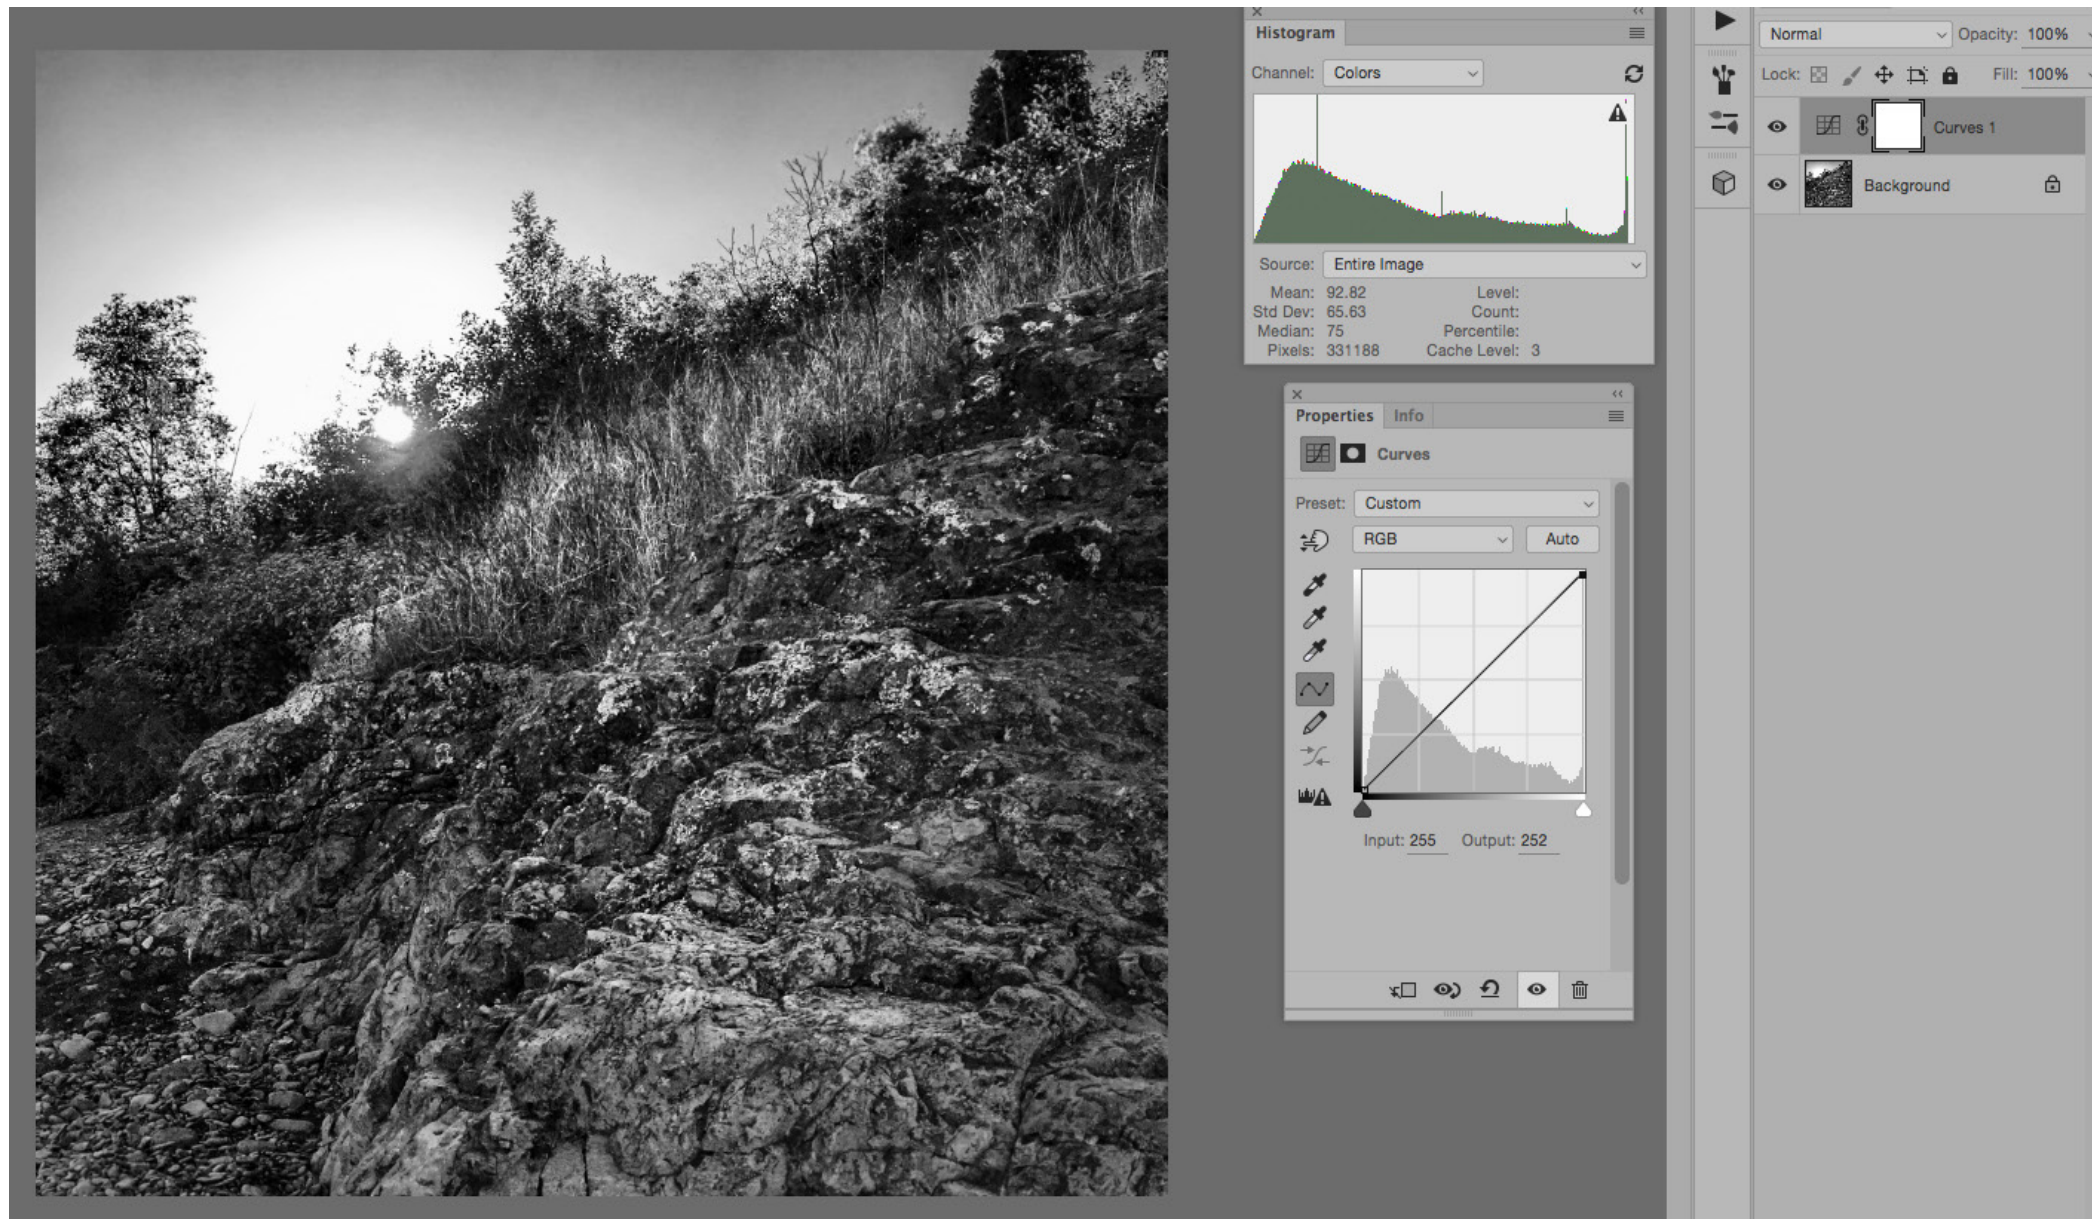 Histogram
Channel: Colors
Source: Entire Image
Mean: 92.82 Level:
Std Dev: 65.63 Count:
Median: 75 Percentile:
Pixels: 331188 Cache Level: 3
Properties Info
Curves
Preset: Custom
RGB Auto
Input: 255 Output: 252
Normal Opacity: 100%
Lock: Fill: 100%
Curves 1
Background